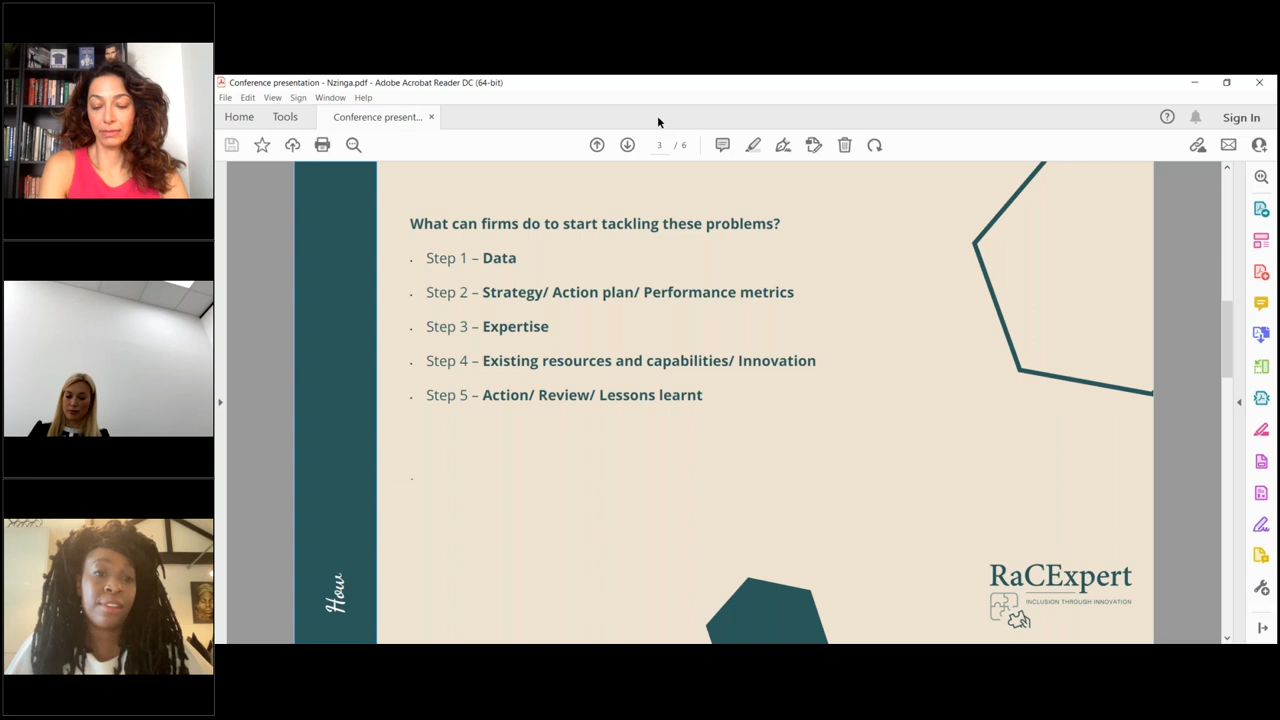 Conference presentation - Nzinga.pdf - Adobe Acrobat Reader DC (64-bit)
File Edit View Sign Window Help
Home Tools Conference present... × Sign In
3 / 6
What can firms do to start tackling these problems?
. Step 1 – Data
. Step 2 – Strategy/ Action plan/ Performance metrics
. Step 3 – Expertise
. Step 4 – Existing resources and capabilities/ Innovation
. Step 5 – Action/ Review/ Lessons learnt
.
How
RaCExpert
INCLUSION THROUGH INNOVATION